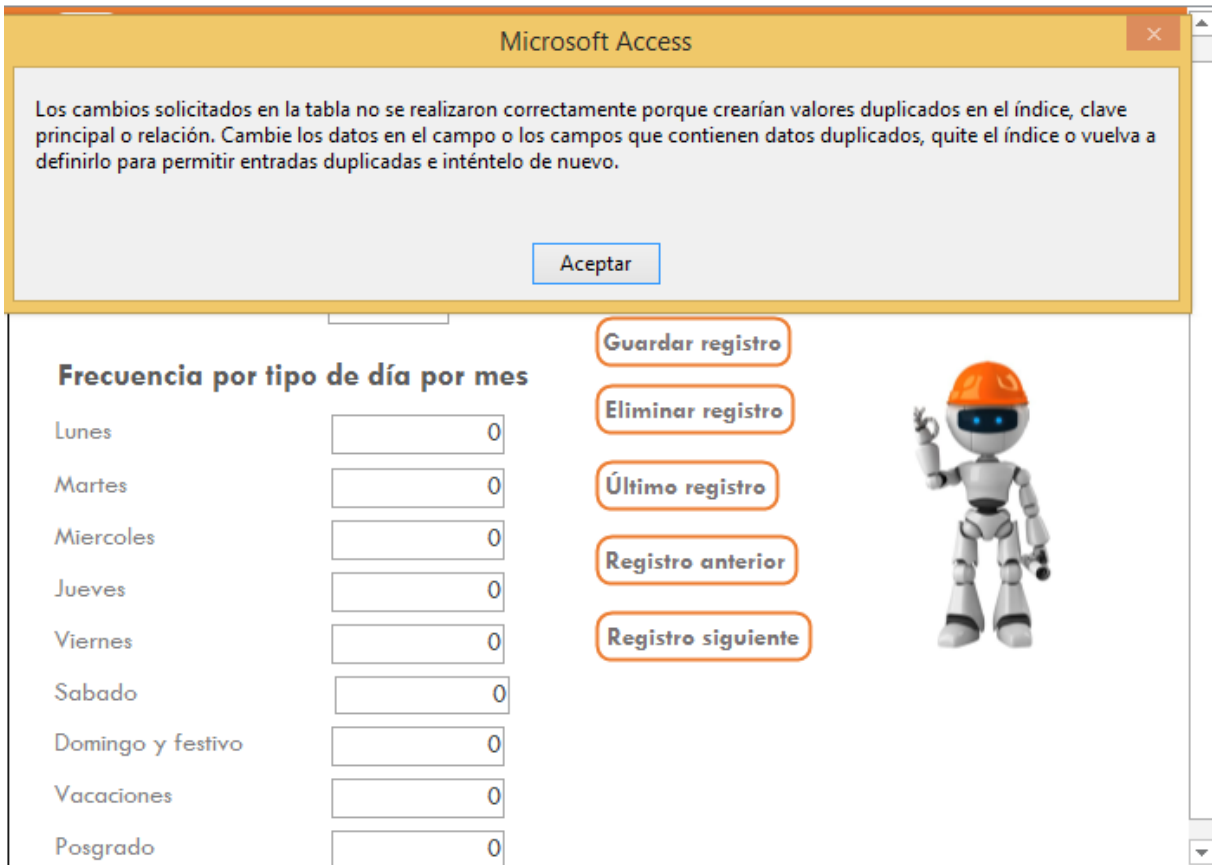 Microsoft Access
Los cambios solicitados en la tabla no se realizaron correctamente porque crearían valores duplicados en el índice, clave
principal o relación. Cambie los datos en el campo o los campos que contienen datos duplicados, quite el índice o vuelva a
definirlo para permitir entradas duplicadas e inténtelo de nuevo.
Aceptar
Guardar registro
Frecuencia por tipo de día por mes
Eliminar registro
Lunes 0
Martes 0
Último registro
Miercoles 0
Registro anterior
Jueves 0
Viernes 0
Registro siguiente
Sabado 0
Domingo y festivo 0
Vacaciones 0
Posgrado 0